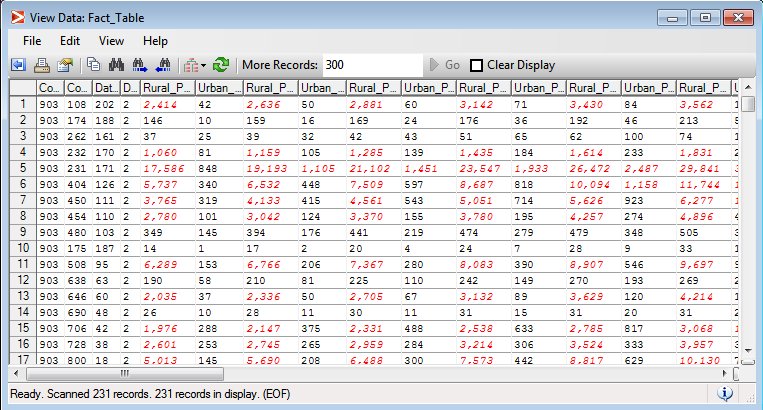 View Data: Fact_Table
File Edit View Help
More Records: 300 Go Clear Display
Co... Co... Dat... D... Rural_P... Urban_... Rural_P... Urban_P... Rural_P... Urban_P... Rural_P... Urban_P... Rural_P... Ur
1 903 108 202 2 2,414 42 2,636 50 2,881 60 3,142 71 3,430 84 3,562 1
2 903 174 188 2 146 10 159 16 169 24 176 36 192 46 213 5
3 903 262 161 2 37 25 39 32 42 43 51 65 62 100 74 1
4 903 232 170 2 1,060 81 1,159 105 1,285 139 1,435 184 1,614 233 1,831 2
5 903 231 171 2 17,586 848 19,193 1,105 21,102 1,451 23,547 1,933 26,472 2,487 29,841 3
6 903 404 126 2 5,737 340 6,532 448 7,509 597 8,687 818 10,094 1,158 11,744 1
7 903 450 111 2 3,765 319 4,133 415 4,561 543 5,051 714 5,626 923 6,277 1
8 903 454 110 2 2,780 101 3,042 124 3,370 155 3,780 195 4,257 274 4,896 4
9 903 480 103 2 349 145 394 176 441 219 474 279 479 348 505 3
10 903 175 187 2 14 1 17 2 20 4 24 7 28 9 33 1
11 903 508 95 2 6,289 153 6,766 206 7,367 280 8,083 390 8,907 546 9,697 9
12 903 638 63 2 190 58 210 81 225 110 242 149 270 193 269 2
13 903 646 60 2 2,035 37 2,336 50 2,705 67 3,132 89 3,629 120 4,214 1
14 903 690 48 2 26 10 28 11 30 11 31 15 31 20 31 2
15 903 706 42 2 1,976 288 2,147 375 2,331 488 2,538 633 2,785 817 3,068 1
16 903 728 38 2 2,601 253 2,745 265 2,959 284 3,214 306 3,524 333 3,957 3
17 903 800 18 2 5,013 145 5,690 208 6,488 300 7,573 442 8,817 629 10,130 7
Ready. Scanned 231 records. 231 records in display. (EOF)